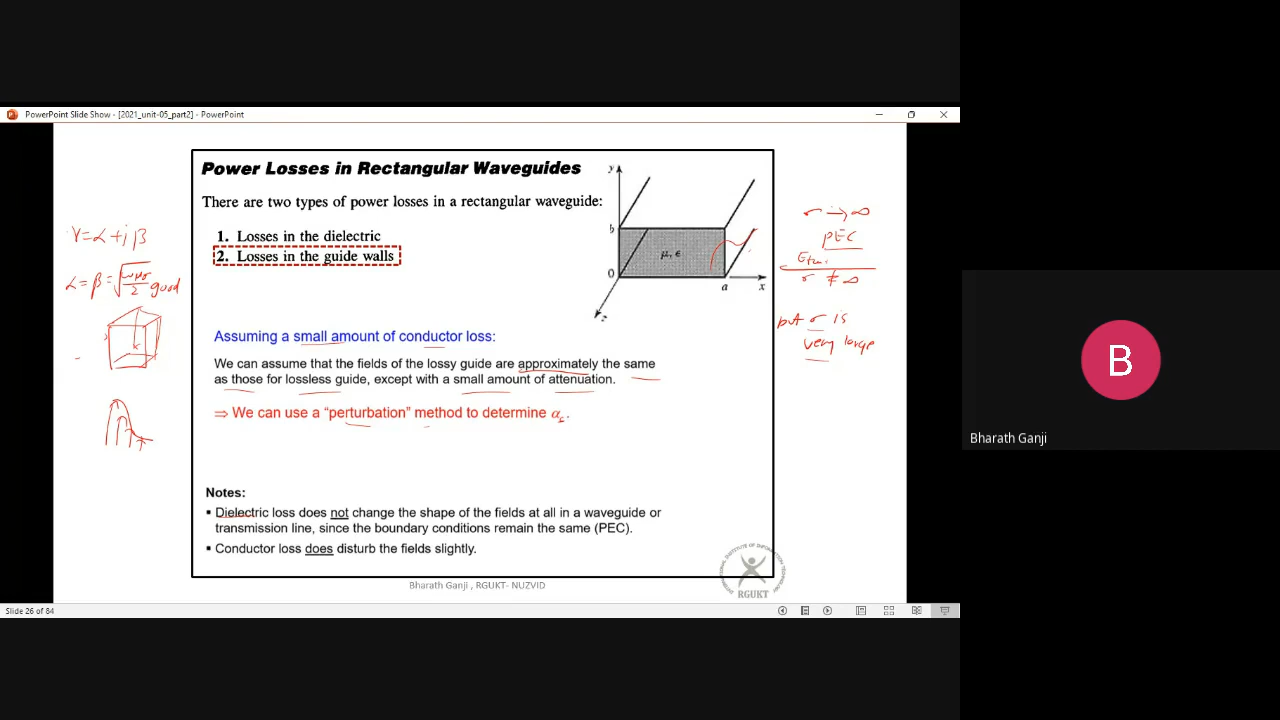 PowerPoint Slide Show - [2021_unit-05_part2] - PowerPoint
Power Losses in Rectangular Waveguides
There are two types of power losses in a rectangular waveguide:
1. Losses in the dielectric
2. Losses in the guide walls
y
b
μ, ϵ
0
a
x
z
γ = α + j β
α = β = √ωμσ/2 good
σ → ∞
PEC
σ ≠ ∞
but σ is
very large
Assuming a small amount of conductor loss:
We can assume that the fields of the lossy guide are approximately the same
as those for lossless guide, except with a small amount of attenuation.
⇒ We can use a “perturbation” method to determine αc.
Notes:
▪ Dielectric loss does not change the shape of the fields at all in a waveguide or
transmission line, since the boundary conditions remain the same (PEC).
▪ Conductor loss does disturb the fields slightly.
RGUKT
Bharath Ganji , RGUKT- NUZVID
Slide 26 of 84
B
Bharath Ganji